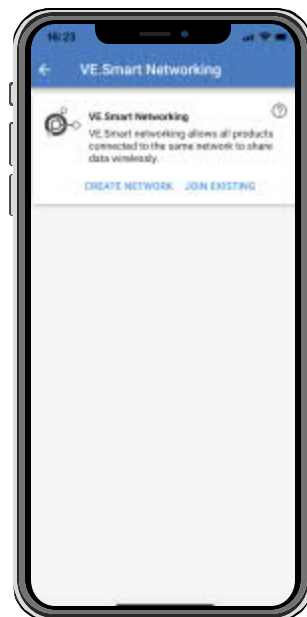 16:23
VE.Smart Networking
VE.Smart Networking
VE.Smart networking allows all products
connected to the same network to share
data wirelessly.
CREATE NETWORK JOIN EXISTING